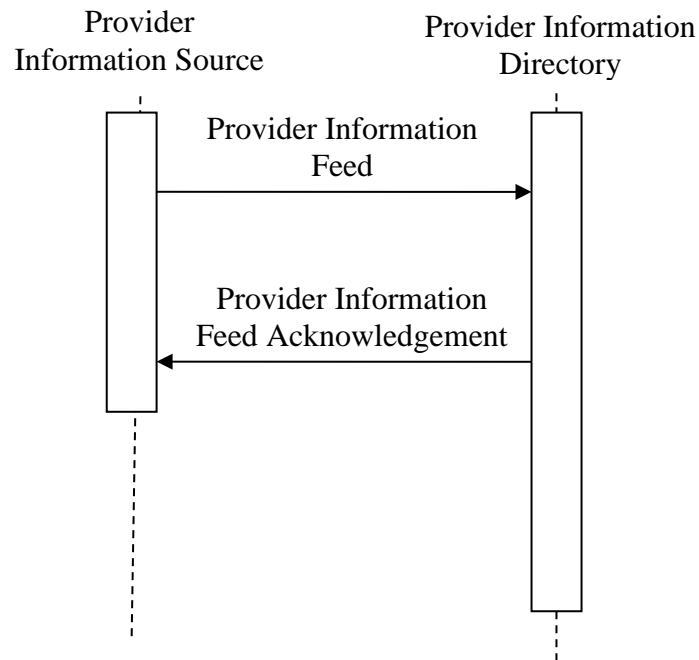 Provider
Information Source
Provider Information
Directory
Provider Information
Feed
Provider Information
Feed Acknowledgement